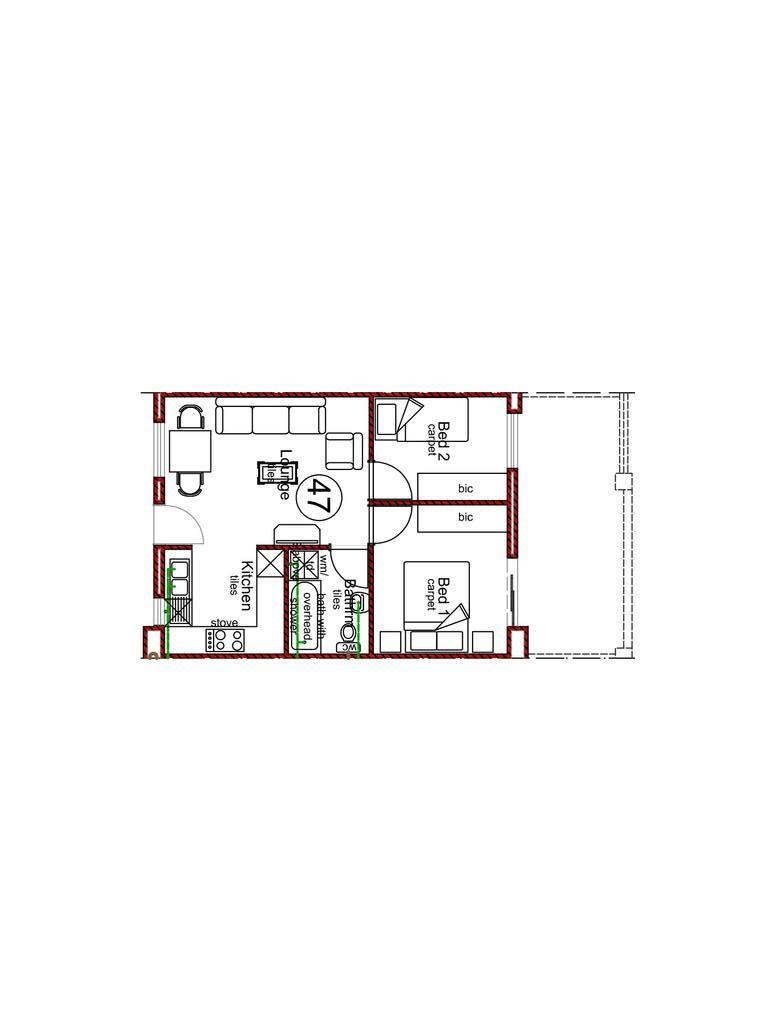 Bed 2
carpet
Lounge
tiles
47
bic
bic
Kitchen
tiles
stove
wm/
td
above
Bathrm
tiles
bath with
overhead
shower
WC
Bed 1
carpet